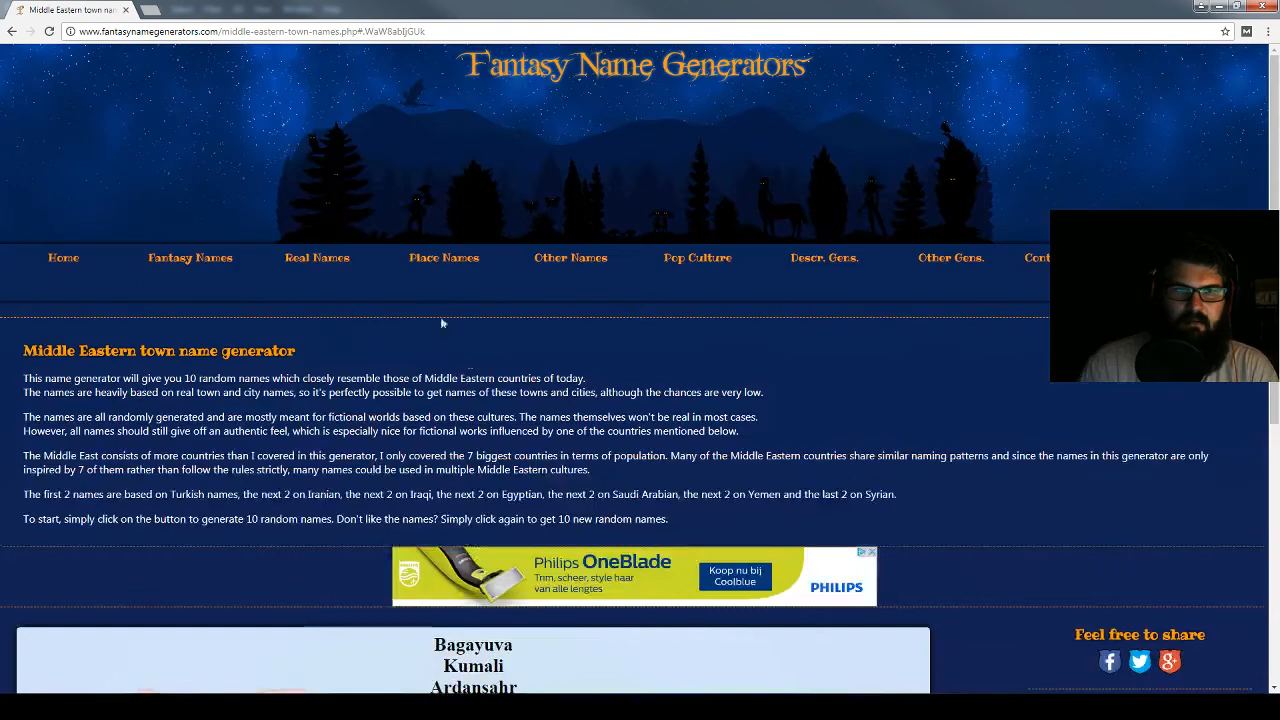 Middle Eastern town nam
www.fantasynamegenerators.com/middle-eastern-town-names.php#.WaW8abIjGUk
Fantasy Name Generators
Home
Fantasy Names
Real Names
Place Names
Other Names
Pop Culture
Descr. Gens.
Other Gens.
Cont
Middle Eastern town name generator
This name generator will give you 10 random names which closely resemble those of Middle Eastern countries of today.
The names are heavily based on real town and city names, so it's perfectly possible to get names of these towns and cities, although the chances are very low.
The names are all randomly generated and are mostly meant for fictional worlds based on these cultures. The names themselves won't be real in most cases.
However, all names should still give off an authentic feel, which is especially nice for fictional works influenced by one of the countries mentioned below.
The Middle East consists of more countries than I covered in this generator, I only covered the 7 biggest countries in terms of population. Many of the Middle Eastern countries share similar naming patterns and since the names in this generator are only
inspired by 7 of them rather than follow the rules strictly, many names could be used in multiple Middle Eastern cultures.
The first 2 names are based on Turkish names, the next 2 on Iranian, the next 2 on Iraqi, the next 2 on Egyptian, the next 2 on Saudi Arabian, the next 2 on Yemen and the last 2 on Syrian.
To start, simply click on the button to generate 10 random names. Don't like the names? Simply click again to get 10 new random names.
PHILIPS
Philips OneBlade
Trim, scheer, style haar
van alle lengtes
Koop nu bij
Coolblue
PHILIPS
Bagayuva
Kumali
Ardansahr
Feel free to share